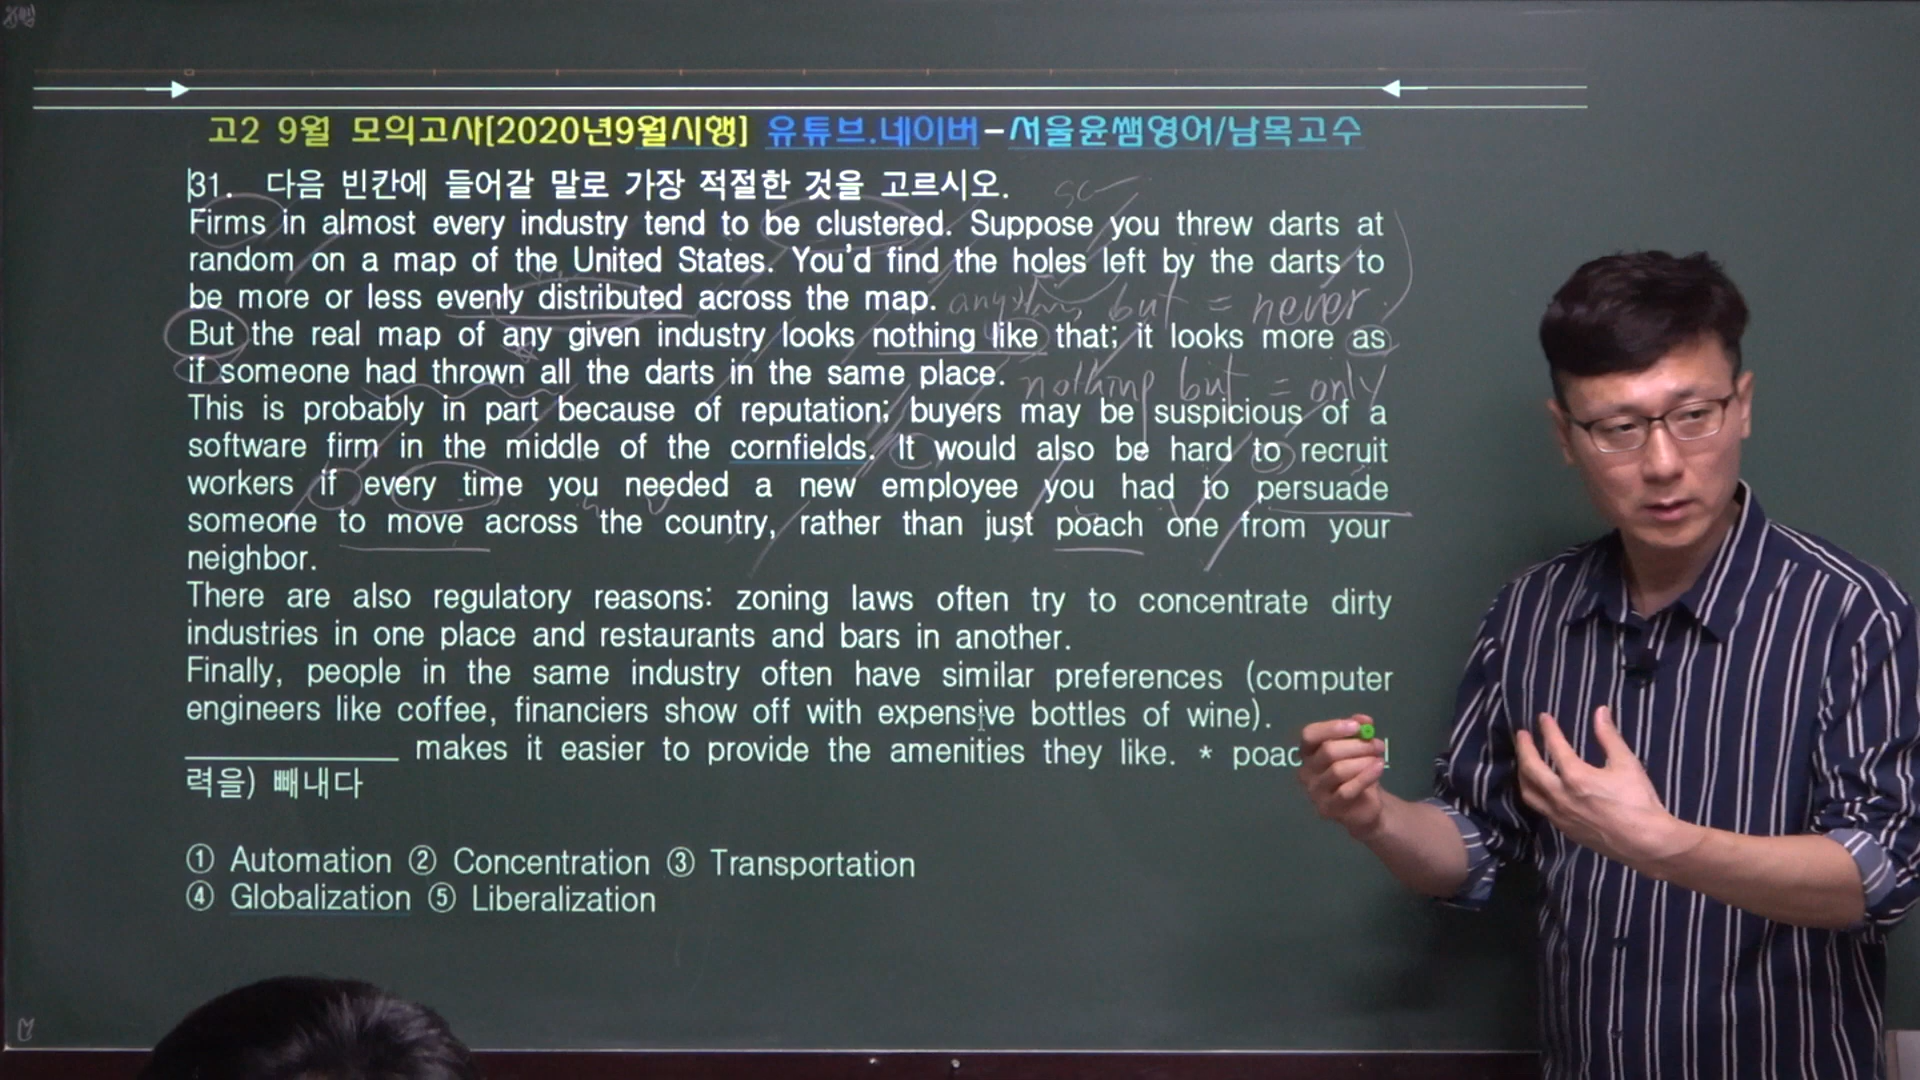 고2 9월 모의고사[2020년9월시행] 유튜브.네이버-서울윤쌤영어/남목고수
31. 다음 빈칸에 들어갈 말로 가장 적절한 것을 고르시오.
Firms in almost every industry tend to be clustered. Suppose you threw darts at
random on a map of the United States. You'd find the holes left by the darts to
be more or less evenly distributed across the map.
anything but = never
But the real map of any given industry looks nothing like that; it looks more as
if someone had thrown all the darts in the same place.
nothing but = only
This is probably in part because of reputation; buyers may be suspicious of a
software firm in the middle of the cornfields. It would also be hard to recruit
workers if every time you needed a new employee you had to persuade
someone to move across the country, rather than just poach one from your
neighbor.
There are also regulatory reasons: zoning laws often try to concentrate dirty
industries in one place and restaurants and bars in another.
Finally, people in the same industry often have similar preferences (computer
engineers like coffee, financiers show off with expensive bottles of wine).
__________ makes it easier to provide the amenities they like. * poac
력을) 빼내다
① Automation ② Concentration ③ Transportation
④ Globalization ⑤ Liberalization